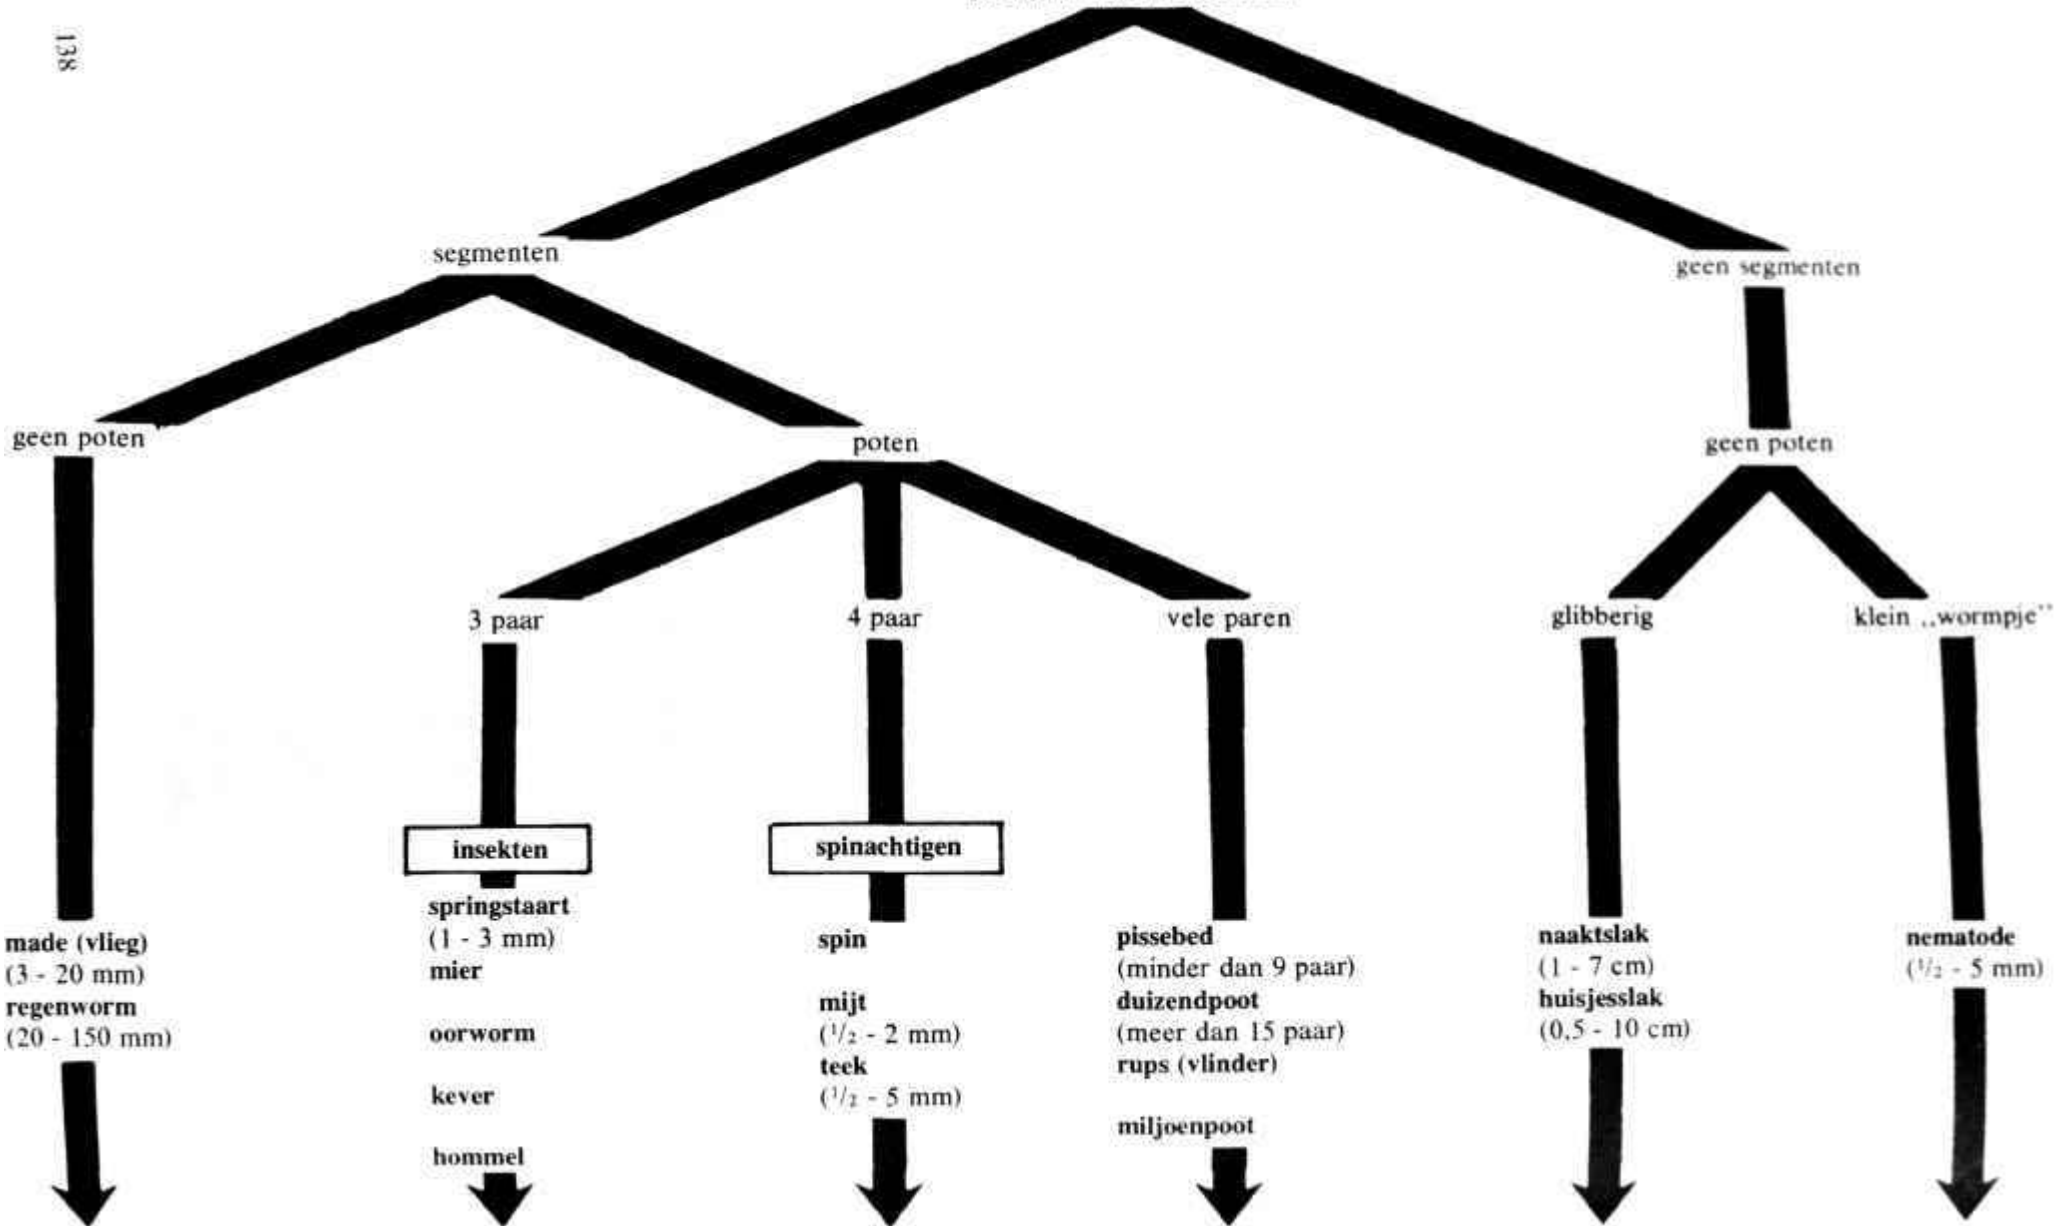 138
segmenten
geen segmenten
geen poten
poten
geen poten
3 paar
4 paar
vele paren
glibberig
klein ,,wormpje''
insekten
spinachtigen
made (vlieg)
(3 - 20 mm)
regenworm
(20 - 150 mm)
springstaart
(1 - 3 mm)
mier
oorworm
kever
hommel
spin
mijt
(1/2 - 2 mm)
teek
(1/2 - 5 mm)
pissebed
(minder dan 9 paar)
duizendpoot
(meer dan 15 paar)
rups (vlinder)
miljoenpoot
naaktslak
(1 - 7 cm)
huisjesslak
(0,5 - 10 cm)
nematode
(1/2 - 5 mm)